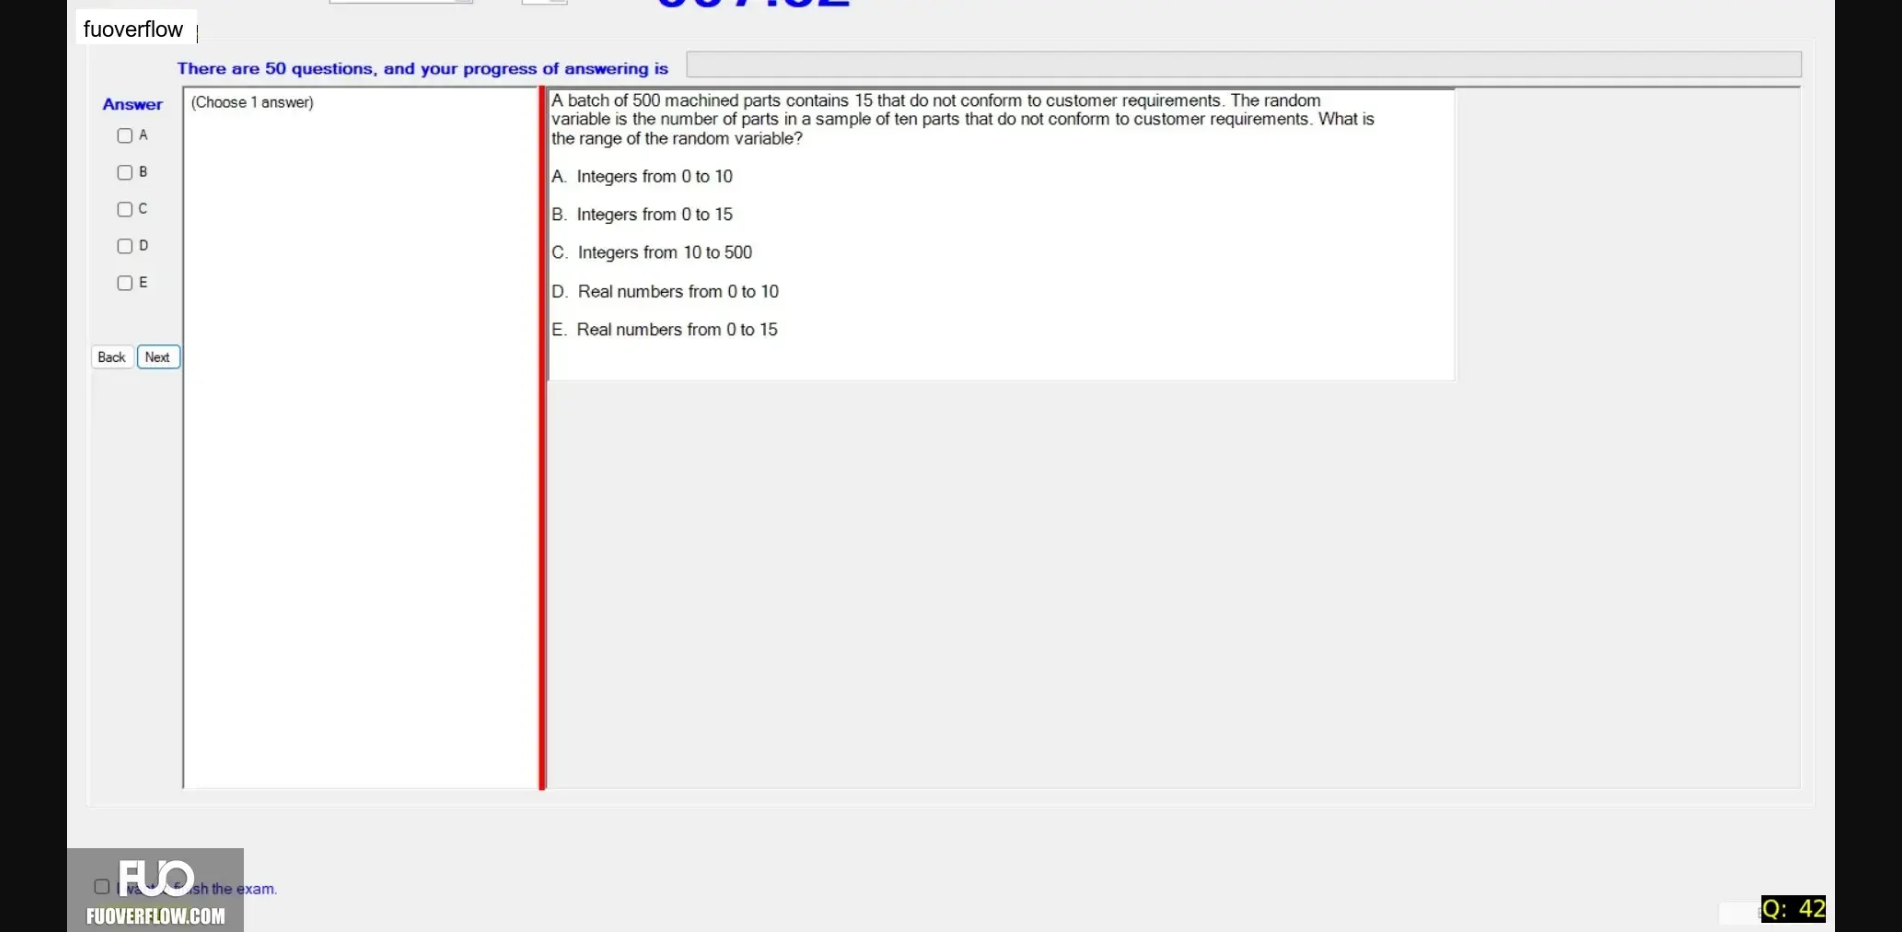 fuoverflow
There are 50 questions, and your progress of answering is
Answer
(Choose 1 answer)
A
B
C
D
E
Back
Next
A batch of 500 machined parts contains 15 that do not conform to customer requirements. The random
variable is the number of parts in a sample of ten parts that do not conform to customer requirements. What is
the range of the random variable?
A. Integers from 0 to 10
B. Integers from 0 to 15
C. Integers from 10 to 500
D. Real numbers from 0 to 10
E. Real numbers from 0 to 15
FUO
the exam.
FUOVERFLOW.COM
Q: 42